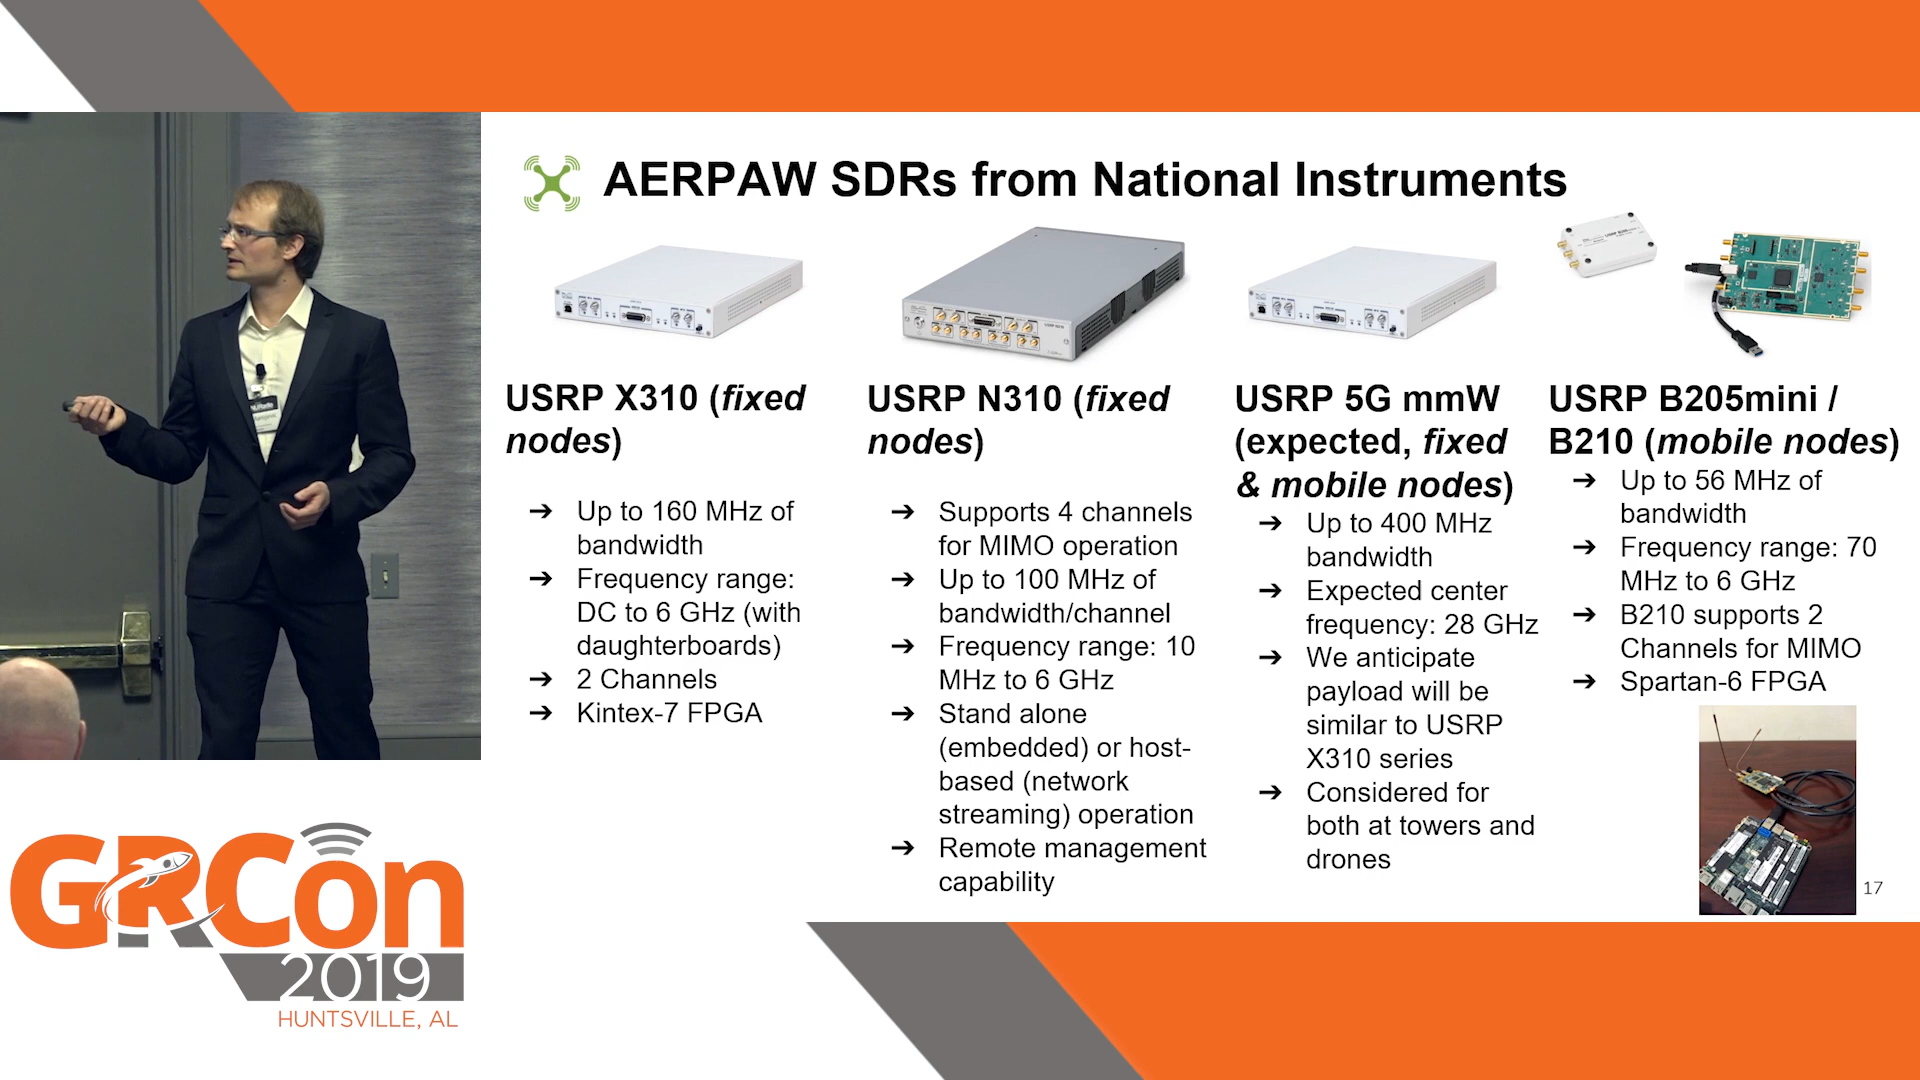 AERPAW SDRs from National Instruments
USRP X310 (fixed
nodes)
➔ Up to 160 MHz of
bandwidth
➔ Frequency range:
DC to 6 GHz (with
daughterboards)
➔ 2 Channels
➔ Kintex-7 FPGA
USRP N310 (fixed
nodes)
➔ Supports 4 channels
for MIMO operation
➔ Up to 100 MHz of
bandwidth/channel
➔ Frequency range: 10
MHz to 6 GHz
➔ Stand alone
(embedded) or host-
based (network
streaming) operation
➔ Remote management
capability
USRP 5G mmW
(expected, fixed
& mobile nodes)
➔ Up to 400 MHz
bandwidth
➔ Expected center
frequency: 28 GHz
➔ We anticipate
payload will be
similar to USRP
X310 series
➔ Considered for
both at towers and
drones
USRP B205mini /
B210 (mobile nodes)
➔ Up to 56 MHz of
bandwidth
➔ Frequency range: 70
MHz to 6 GHz
➔ B210 supports 2
Channels for MIMO
➔ Spartan-6 FPGA
17
GRCon
2019
HUNTSVILLE, AL